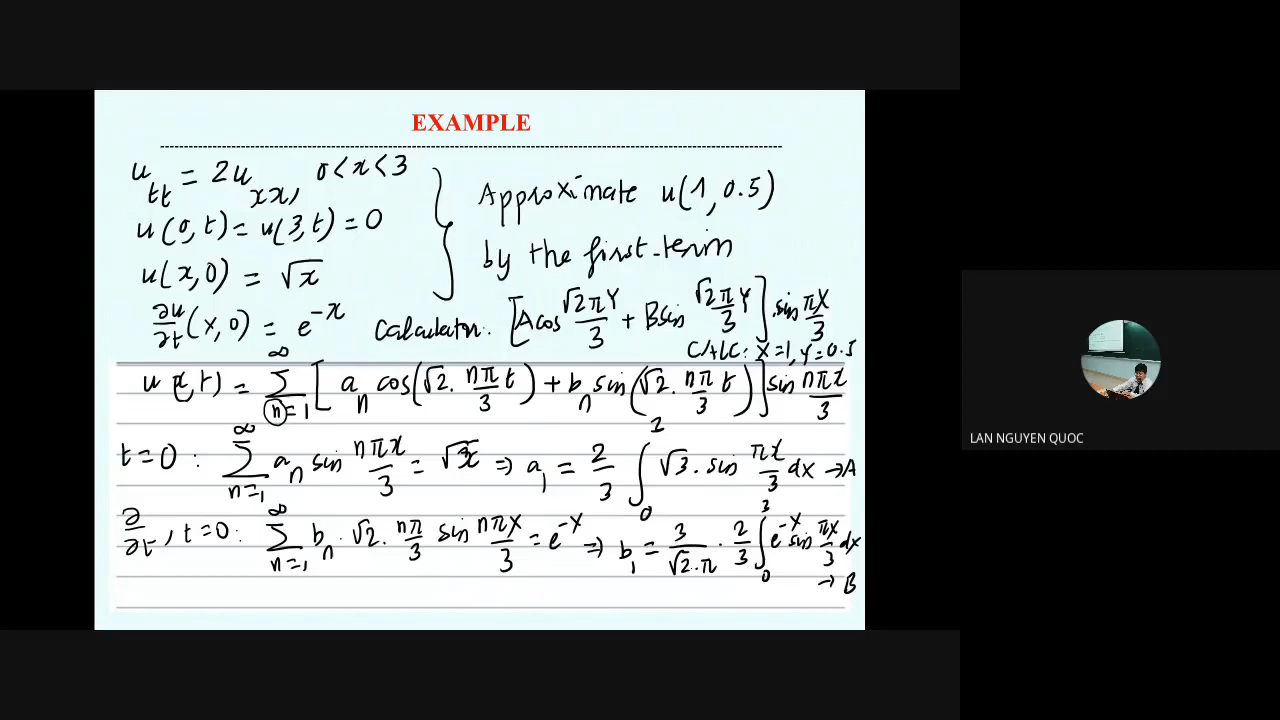 EXAMPLE
u_tt = 2u_xx, 0 < x < 3
u(0, t) = u(3, t) = 0
u(x, 0) = √x
∂u/∂t (x, 0) = e^(-x)
Approximate u(1, 0.5)
by the first-term
Calculator: [A cos √2πY/3 + B sin √2πY/3] . sin πX/3
CALC: X = 1, Y = 0.5
u(x, t) = ∑_(n=1)^∞ [a_n cos(√2 . nπ/3 t) + b_n sin(√2 . nπ/3 t)] sin nπx/3
t = 0 : ∑_(n=1)^∞ a_n sin nπx/3 = √x ⇒ a_1 = 2/3 ∫_0^3 √3 . sin πx/3 dx → A
∂/∂t, t = 0 : ∑_(n=1)^∞ b_n . √2 . nπ/3 sin nπx/3 = e^(-x) ⇒ b_1 = 3/(√2 . π) . 2/3 ∫_0^3 e^(-x) sin πx/3 dx
→ B
LAN NGUYEN QUOC